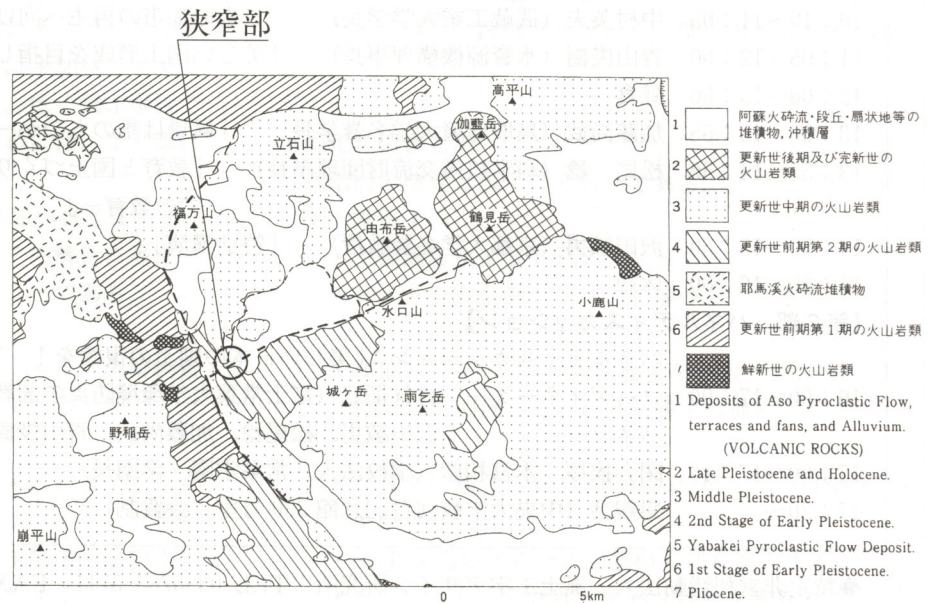 狭窄部
高平山
伽藍岳
立石山
福万山
由布岳
鶴見岳
水口山
小鹿山
城ヶ岳
雨乞岳
野稲岳
崩平山
0 5km
1 阿蘇火砕流・段丘・扇状地等の
堆積物,沖積層
2 更新世後期及び完新世の
火山岩類
3 更新世中期の火山岩類
4 更新世前期第2期の火山岩類
5 耶馬溪火砕流堆積物
6 更新世前期第1期の火山岩類
鮮新世の火山岩類
1 Deposits of Aso Pyroclastic Flow,
terraces and fans, and Alluvium.
(VOLCANIC ROCKS)
2 Late Pleistocene and Holocene.
3 Middle Pleistocene.
4 2nd Stage of Early Pleistocene.
5 Yabakei Pyroclastic Flow Deposit.
6 1st Stage of Early Pleistocene.
7 Pliocene.